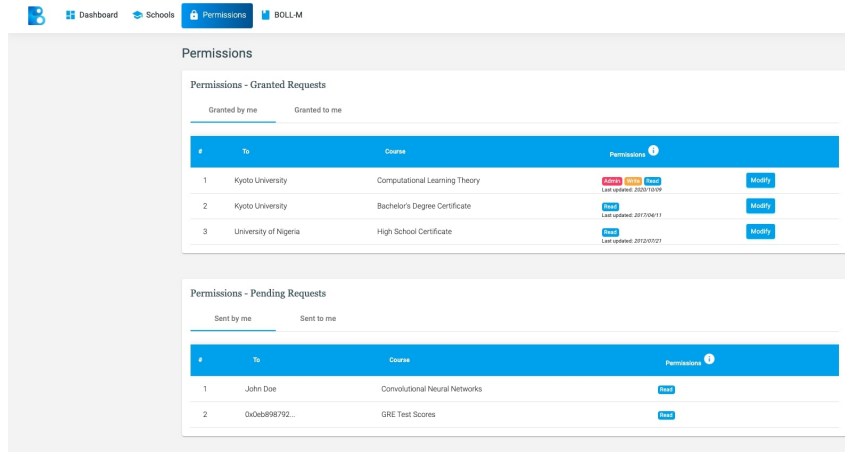 Dashboard Schools Permissions BOLL-M
Permissions
Permissions - Granted Requests
Granted by me Granted to me
# To Course Permissions
1 Kyoto University Computational Learning Theory Admin Write Read Modify
Last updated: 2020/10/09
2 Kyoto University Bachelor's Degree Certificate Read Modify
Last updated: 2017/04/11
3 University of Nigeria High School Certificate Read Modify
Last updated: 2012/07/21
Permissions - Pending Requests
Sent by me Sent to me
# To Course Permissions
1 John Doe Convolutional Neural Networks Read
2 0x0eb898792... GRE Test Scores Read